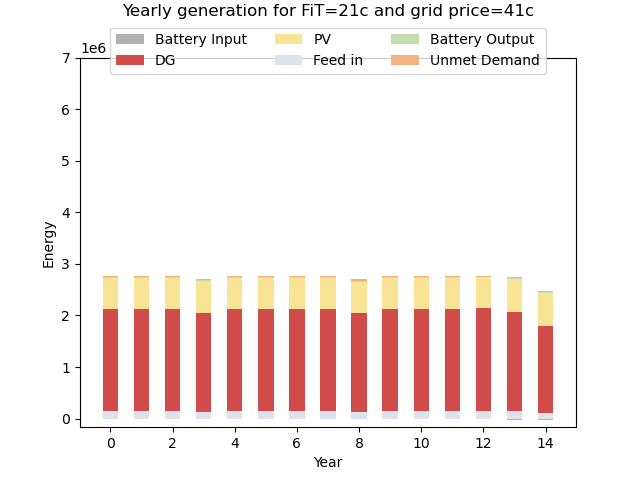 Yearly generation for FiT=21c and grid price=41c
1e6
Battery Input
PV
Battery Output
DG
Feed in
Unmet Demand
7
6
5
4
3
2
1
0
Energy
0 2 4 6 8 10 12 14
Year